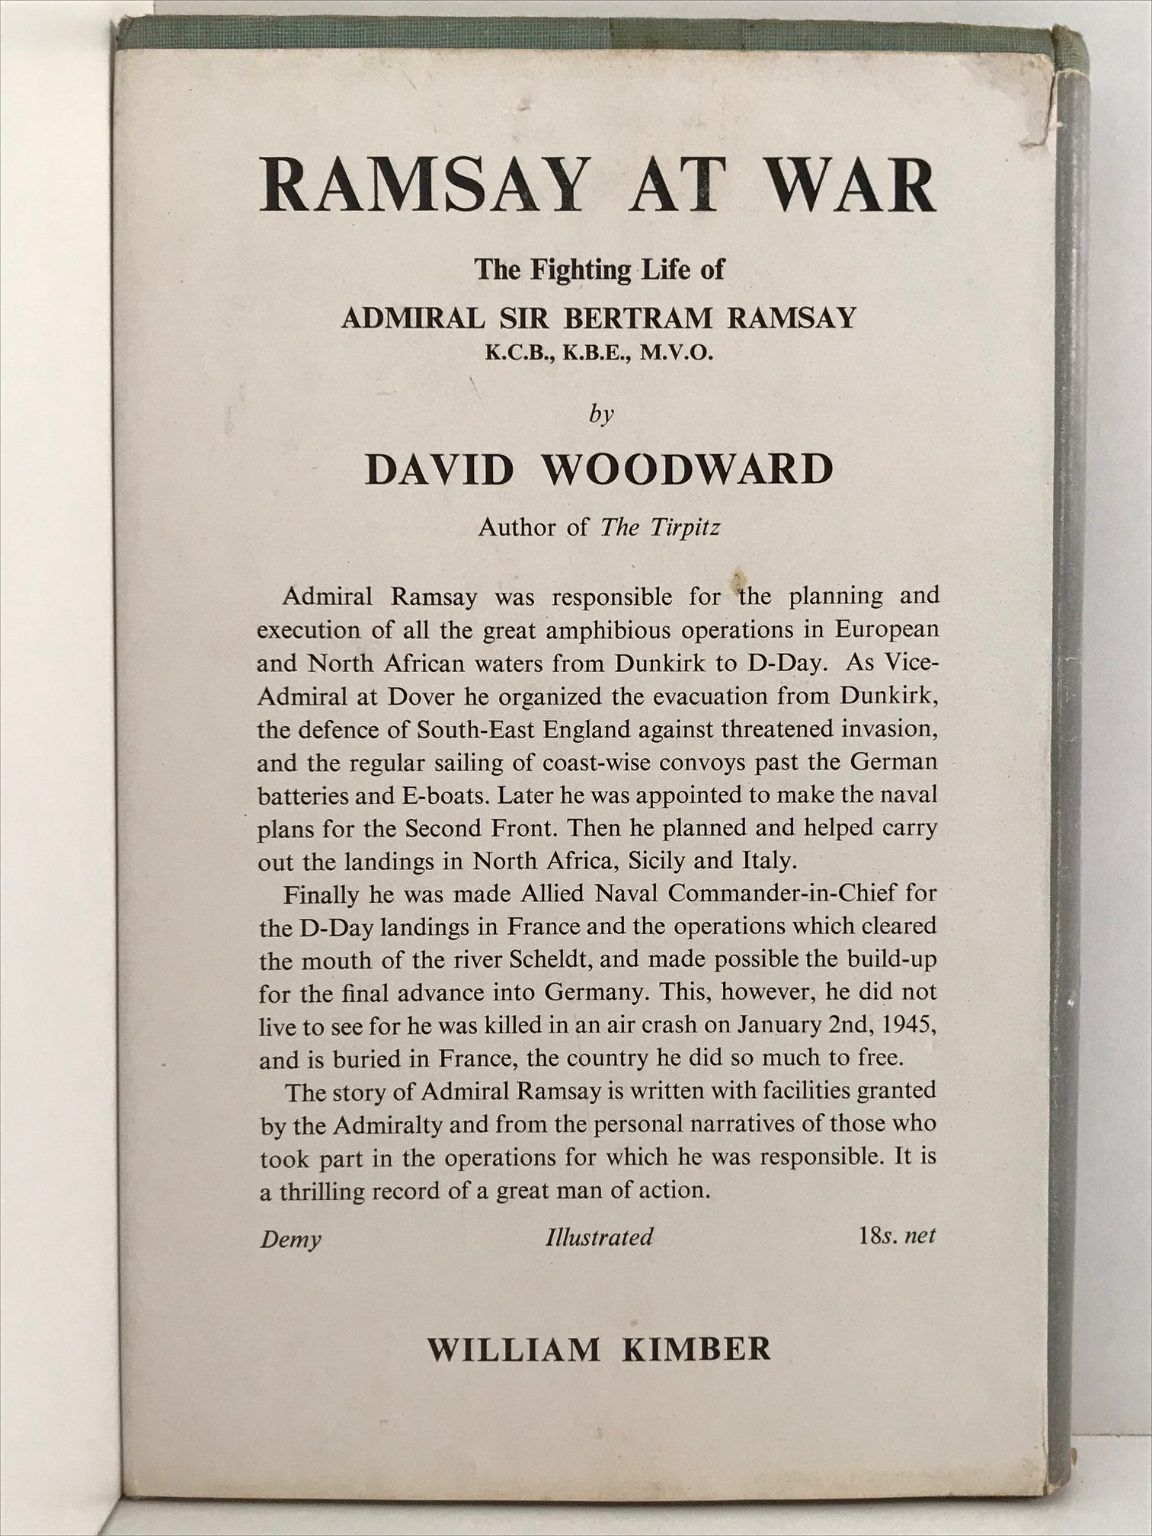 RAMSAY AT WAR
The Fighting Life of
ADMIRAL SIR BERTRAM RAMSAY
K.C.B., K.B.E., M.V.O.
by
DAVID WOODWARD
Author of The Tirpitz
Admiral Ramsay was responsible for the planning and
execution of all the great amphibious operations in European
and North African waters from Dunkirk to D-Day. As Vice-
Admiral at Dover he organized the evacuation from Dunkirk,
the defence of South-East England against threatened invasion,
and the regular sailing of coast-wise convoys past the German
batteries and E-boats. Later he was appointed to make the naval
plans for the Second Front. Then he planned and helped carry
out the landings in North Africa, Sicily and Italy.
Finally he was made Allied Naval Commander-in-Chief for
the D-Day landings in France and the operations which cleared
the mouth of the river Scheldt, and made possible the build-up
for the final advance into Germany. This, however, he did not
live to see for he was killed in an air crash on January 2nd, 1945,
and is buried in France, the country he did so much to free.
The story of Admiral Ramsay is written with facilities granted
by the Admiralty and from the personal narratives of those who
took part in the operations for which he was responsible. It is
a thrilling record of a great man of action.
Demy Illustrated 18s. net
WILLIAM KIMBER